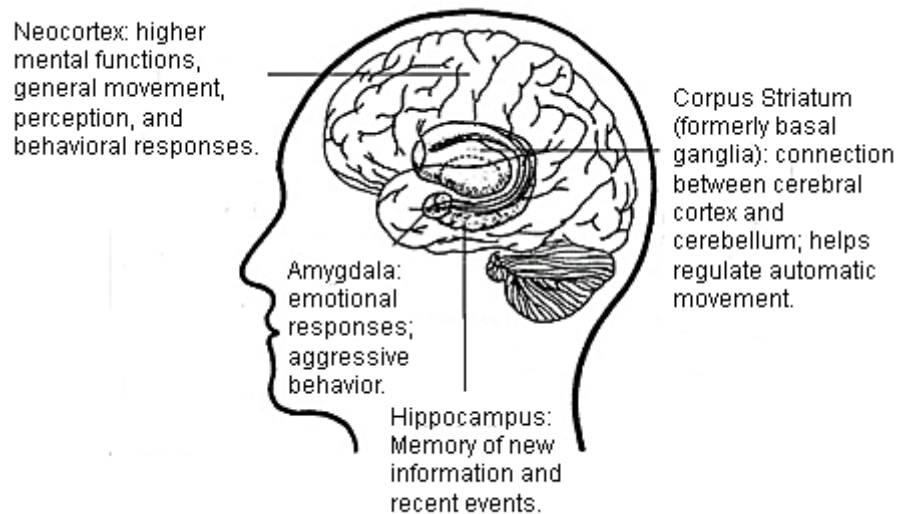 Neocortex: higher
mental functions,
general movement,
perception, and
behavioral responses.
Corpus Striatum
(formerly basal
ganglia): connection
between cerebral
cortex and
cerebellum; helps
regulate automatic
movement.
Amygdala:
emotional
responses;
aggressive
behavior.
Hippocampus:
Memory of new
information and
recent events.